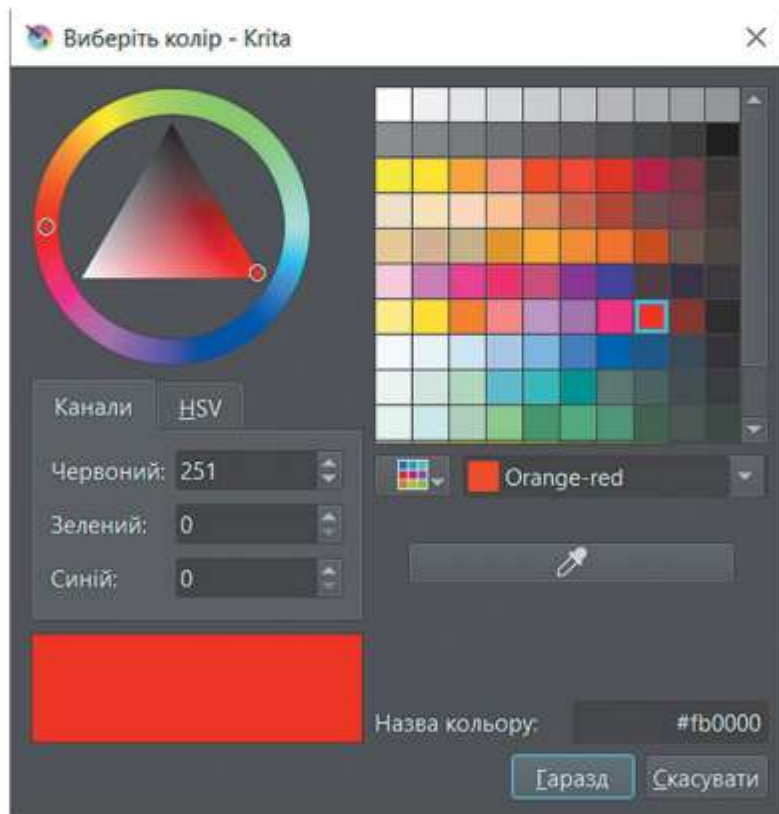 Виберіть колір - Krita
Канали
HSV
Червоний: 251
Зелений: 0
Синій: 0
Orange-red
Назва кольору: #fb0000
Гаразд
Скасувати